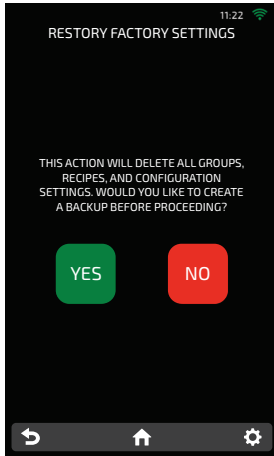 11:22
RESTORY FACTORY SETTINGS
THIS ACTION WILL DELETE ALL GROUPS,
RECIPES, AND CONFIGURATION
SETTINGS. WOULD YOU LIKE TO CREATE
A BACKUP BEFORE PROCEEDING?
YES NO